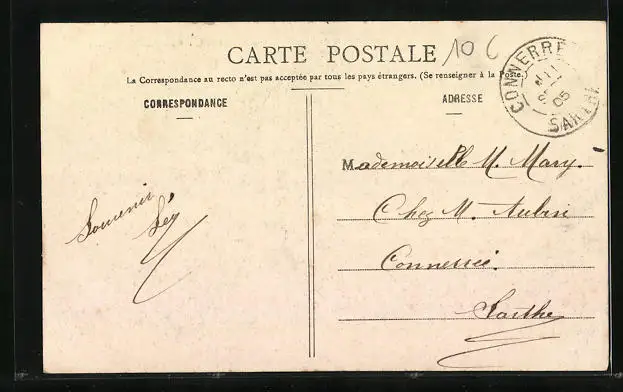 CARTE POSTALE
10 C
La Correspondance au recto n'est pas acceptée par tous les pays étrangers. (Se renseigner à la Poste.)
CORRESPONDANCE
ADRESSE
CONNERRE
05
SARTHE
Mademoiselle M. Mary.
Chez M. Aubin
Connerré.
Sarthe
Souvenir